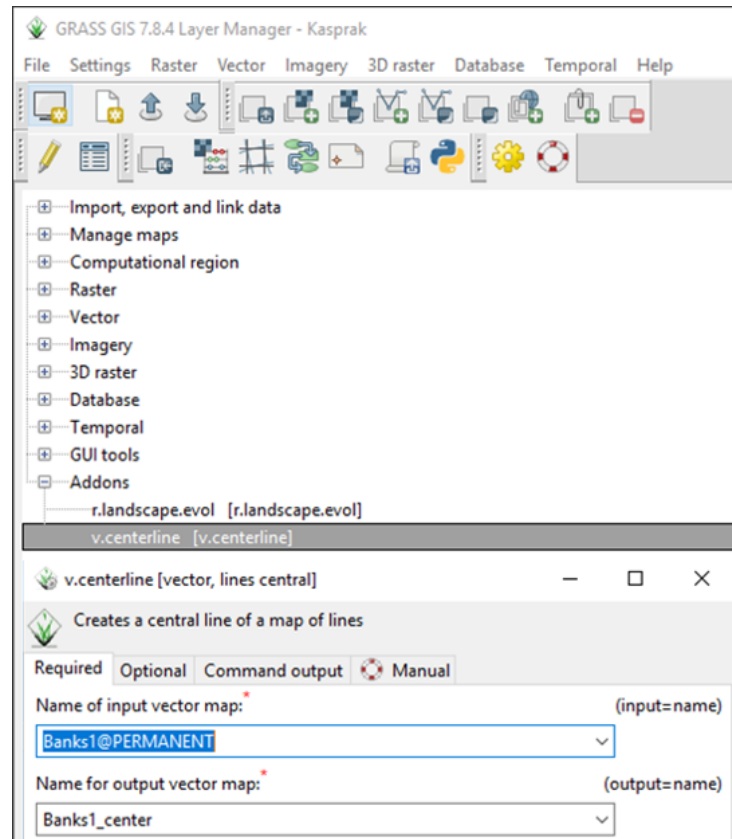 GRASS GIS 7.8.4 Layer Manager - Kasprak
File Settings Raster Vector Imagery 3D raster Database Temporal Help
Import, export and link data
Manage maps
Computational region
Raster
Vector
Imagery
3D raster
Database
Temporal
GUI tools
Addons
r.landscape.evol [r.landscape.evol]
v.centerline [v.centerline]
v.centerline [vector, lines central]
Creates a central line of a map of lines
Required Optional Command output Manual
Name of input vector map:* (input=name)
Banks1@PERMANENT
Name for output vector map:* (output=name)
Banks1_center